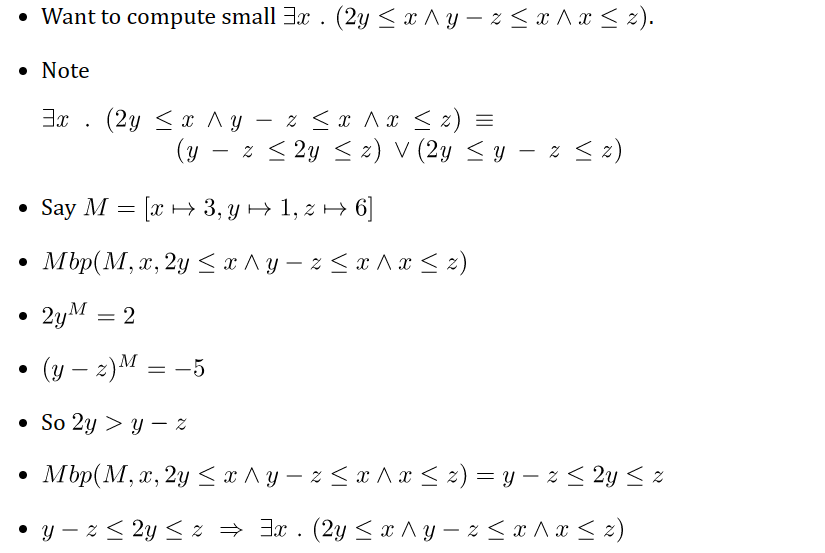 • Want to compute small ∃x . (2y ≤ x ∧ y − z ≤ x ∧ x ≤ z).
• Note
∃x . (2y ≤ x ∧ y − z ≤ x ∧ x ≤ z) ≡
(y − z ≤ 2y ≤ z) ∨ (2y ≤ y − z ≤ z)
• Say M = [x ↦ 3, y ↦ 1, z ↦ 6]
• Mbp(M, x, 2y ≤ x ∧ y − z ≤ x ∧ x ≤ z)
• 2y^M = 2
• (y − z)^M = −5
• So 2y > y − z
• Mbp(M, x, 2y ≤ x ∧ y − z ≤ x ∧ x ≤ z) = y − z ≤ 2y ≤ z
• y − z ≤ 2y ≤ z ⇒ ∃x . (2y ≤ x ∧ y − z ≤ x ∧ x ≤ z)